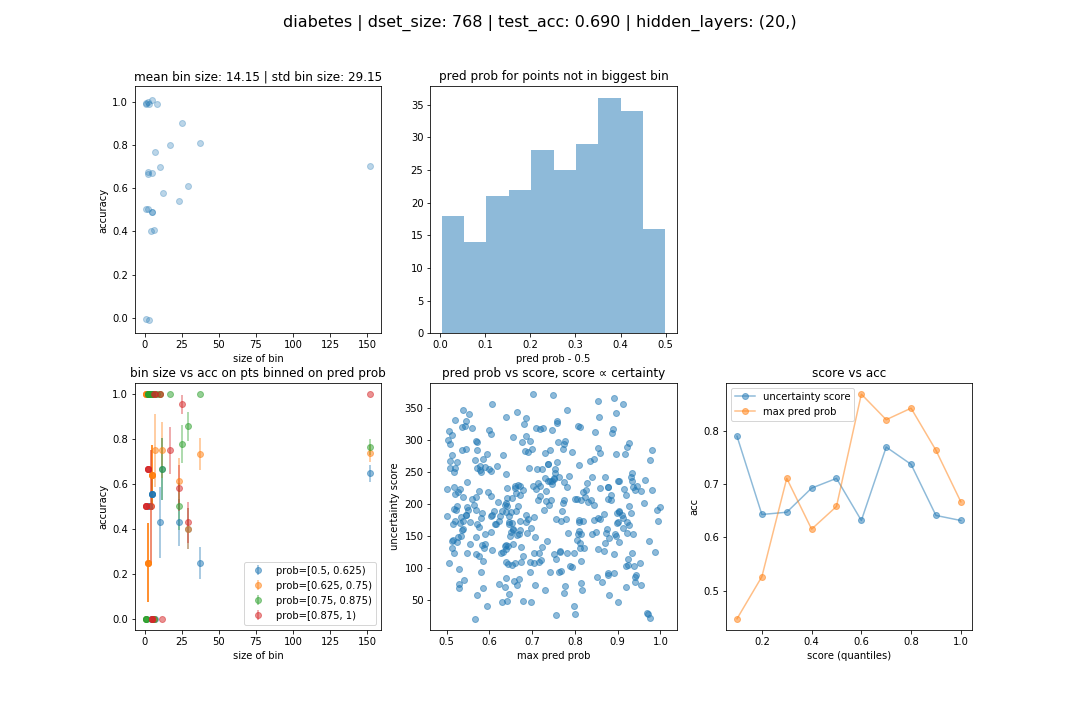 diabetes | dset_size: 768 | test_acc: 0.690 | hidden_layers: (20,)
mean bin size: 14.15 | std bin size: 29.15
1.0
0.8
0.6
0.4
0.2
0.0
accuracy
0 25 50 75 100 125 150
size of bin
pred prob for points not in biggest bin
35
30
25
20
15
10
5
0
0.0 0.1 0.2 0.3 0.4 0.5
pred prob - 0.5
bin size vs acc on pts binned on pred prob
1.0
0.8
0.6
0.4
0.2
0.0
accuracy
prob=[0.5, 0.625)
prob=[0.625, 0.75)
prob=[0.75, 0.875)
prob=[0.875, 1)
0 25 50 75 100 125 150
size of bin
pred prob vs score, score ∝ certainty
350
300
250
200
150
100
50
uncertainty score
0.5 0.6 0.7 0.8 0.9 1.0
max pred prob
score vs acc
uncertainty score
max pred prob
0.8
0.7
0.6
0.5
acc
0.2 0.4 0.6 0.8 1.0
score (quantiles)